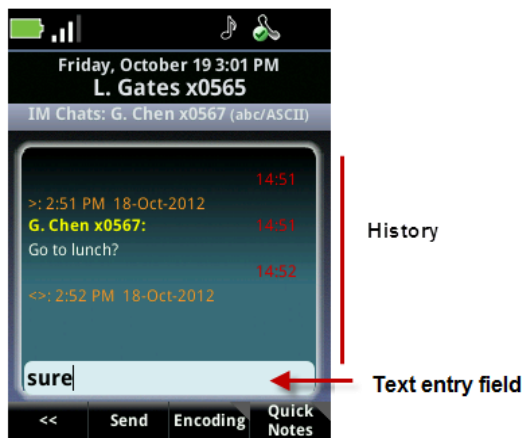 Friday, October 19 3:01 PM
L. Gates x0565
IM Chats: G. Chen x0567 (abc/ASCII)
14:51
>: 2:51 PM 18-Oct-2012
G. Chen x0567: 14:51
Go to lunch?
14:52
<>: 2:52 PM 18-Oct-2012
History
sure
Text entry field
<< Send Encoding Quick Notes